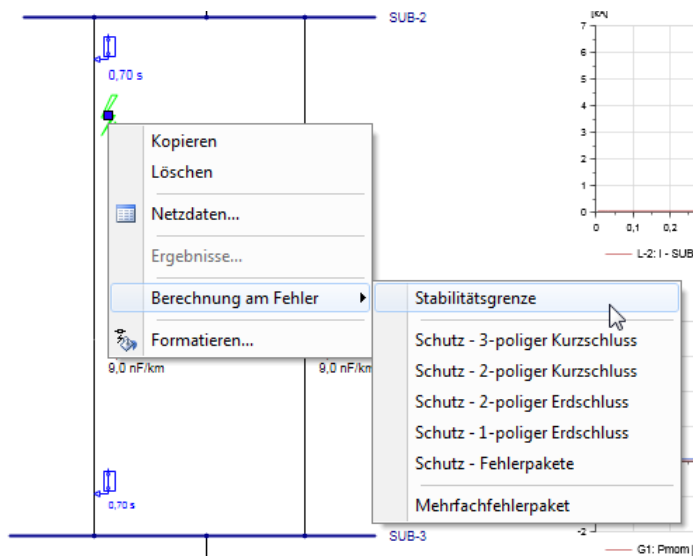 SUB-2
[kA]
7
6
5
4
3
2
1
0
0
0,1
0,2
L-2: I - SUB
0,70 s
Kopieren
Löschen
Netzdaten...
Ergebnisse...
Berechnung am Fehler
Formatieren...
Stabilitätsgrenze
Schutz - 3-poliger Kurzschluss
Schutz - 2-poliger Kurzschluss
Schutz - 2-poliger Erdschluss
Schutz - 1-poliger Erdschluss
Schutz - Fehlerpakete
Mehrfachfehlerpaket
9,0 nF/km
9,0 nF/km
0,70 s
SUB-3
-2
G1: Pmom